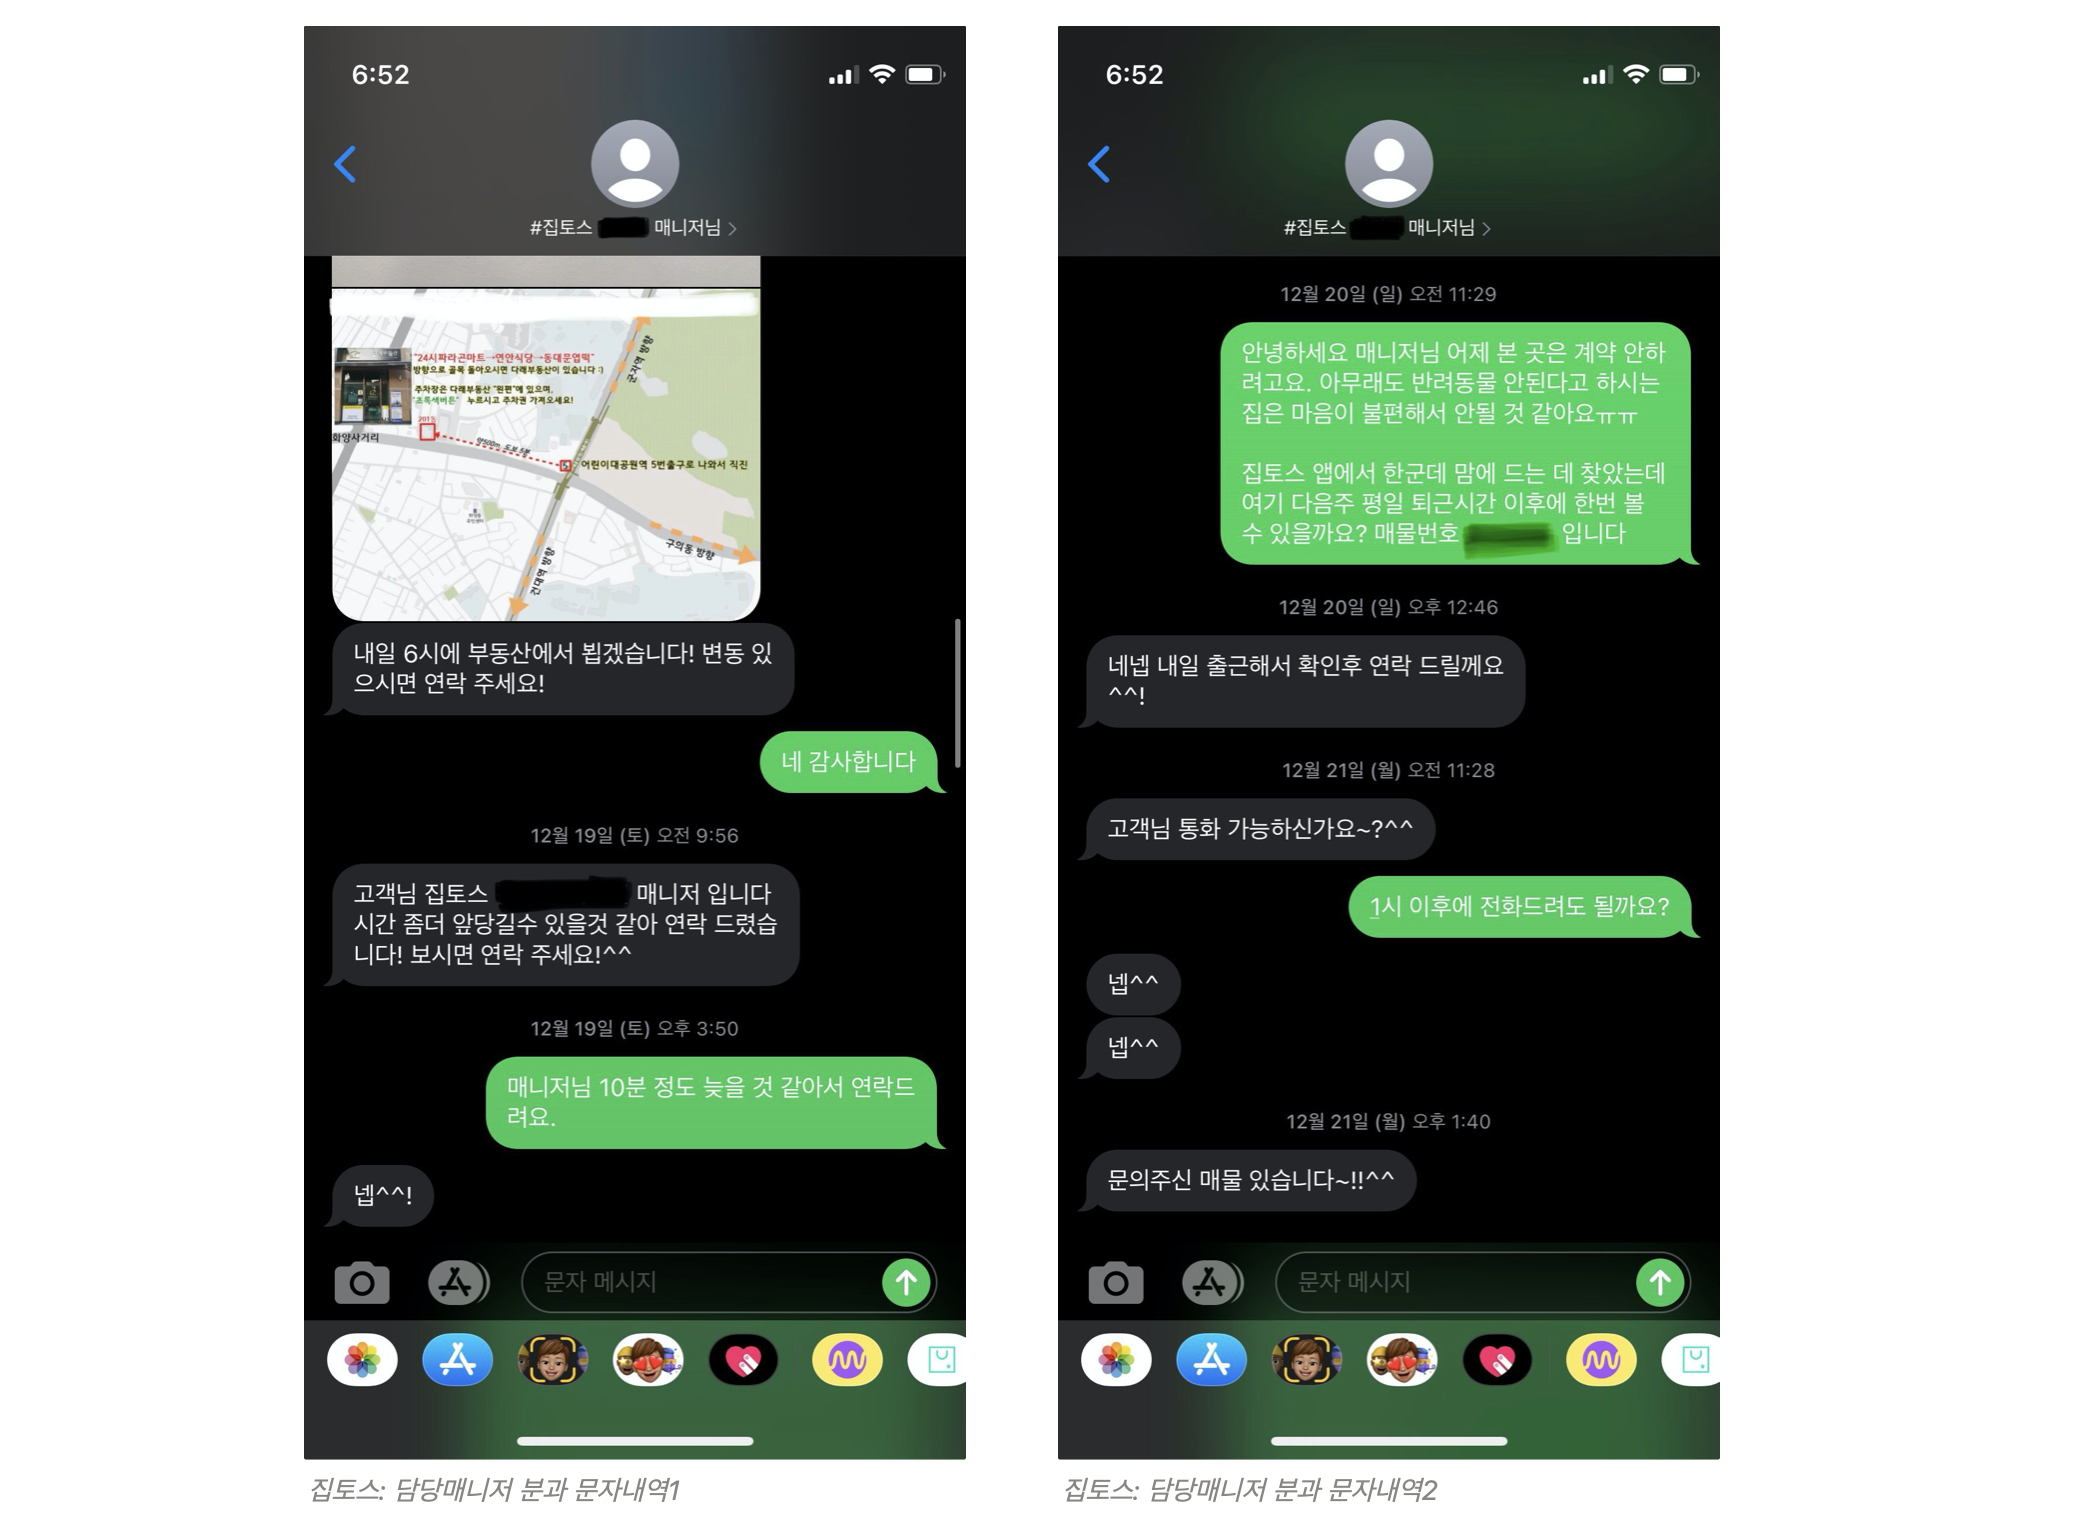 6:52
#집토스 매니저님
"24시파라곤마트→연안식당→동대문엽떡"
방향으로 골목 돌아오시면 다래부동산이 있습니다 :)
주차장은 다래부동산 "왼편"에 있으며,
"초록색버튼" 누르시고 주차권 가져오세요!
군자역 방향
화양사거리
약500m, 도보 5분
5
어린이대공원역 5번출구로 나와서 직진
구의동 방향
건대역 방향
내일 6시에 부동산에서 뵙겠습니다! 변동 있
으시면 연락 주세요!
네 감사합니다
12월 19일 (토) 오전 9:56
고객님 집토스 매니저 입니다
시간 좀더 앞당길수 있을것 같아 연락 드렸습
니다! 보시면 연락 주세요!^^
12월 19일 (토) 오후 3:50
매니저님 10분 정도 늦을 것 같아서 연락드
려요.
넵^^!
문자 메시지
집토스: 담당매니저 분과 문자내역1
6:52
#집토스 매니저님
12월 20일 (일) 오전 11:29
안녕하세요 매니저님 어제 본 곳은 계약 안하
려고요. 아무래도 반려동물 안된다고 하시는
집은 마음이 불편해서 안될 것 같아요ㅠㅠ
집토스 앱에서 한군데 맘에 드는 데 찾았는데
여기 다음주 평일 퇴근시간 이후에 한번 볼
수 있을까요? 매물번호 입니다
12월 20일 (일) 오후 12:46
네넵 내일 출근해서 확인후 연락 드릴께요
^^!
12월 21일 (월) 오전 11:28
고객님 통화 가능하신가요~?^^
1시 이후에 전화드려도 될까요?
넵^^
넵^^
12월 21일 (월) 오후 1:40
문의주신 매물 있습니다~!!^^
문자 메시지
집토스: 담당매니저 분과 문자내역2